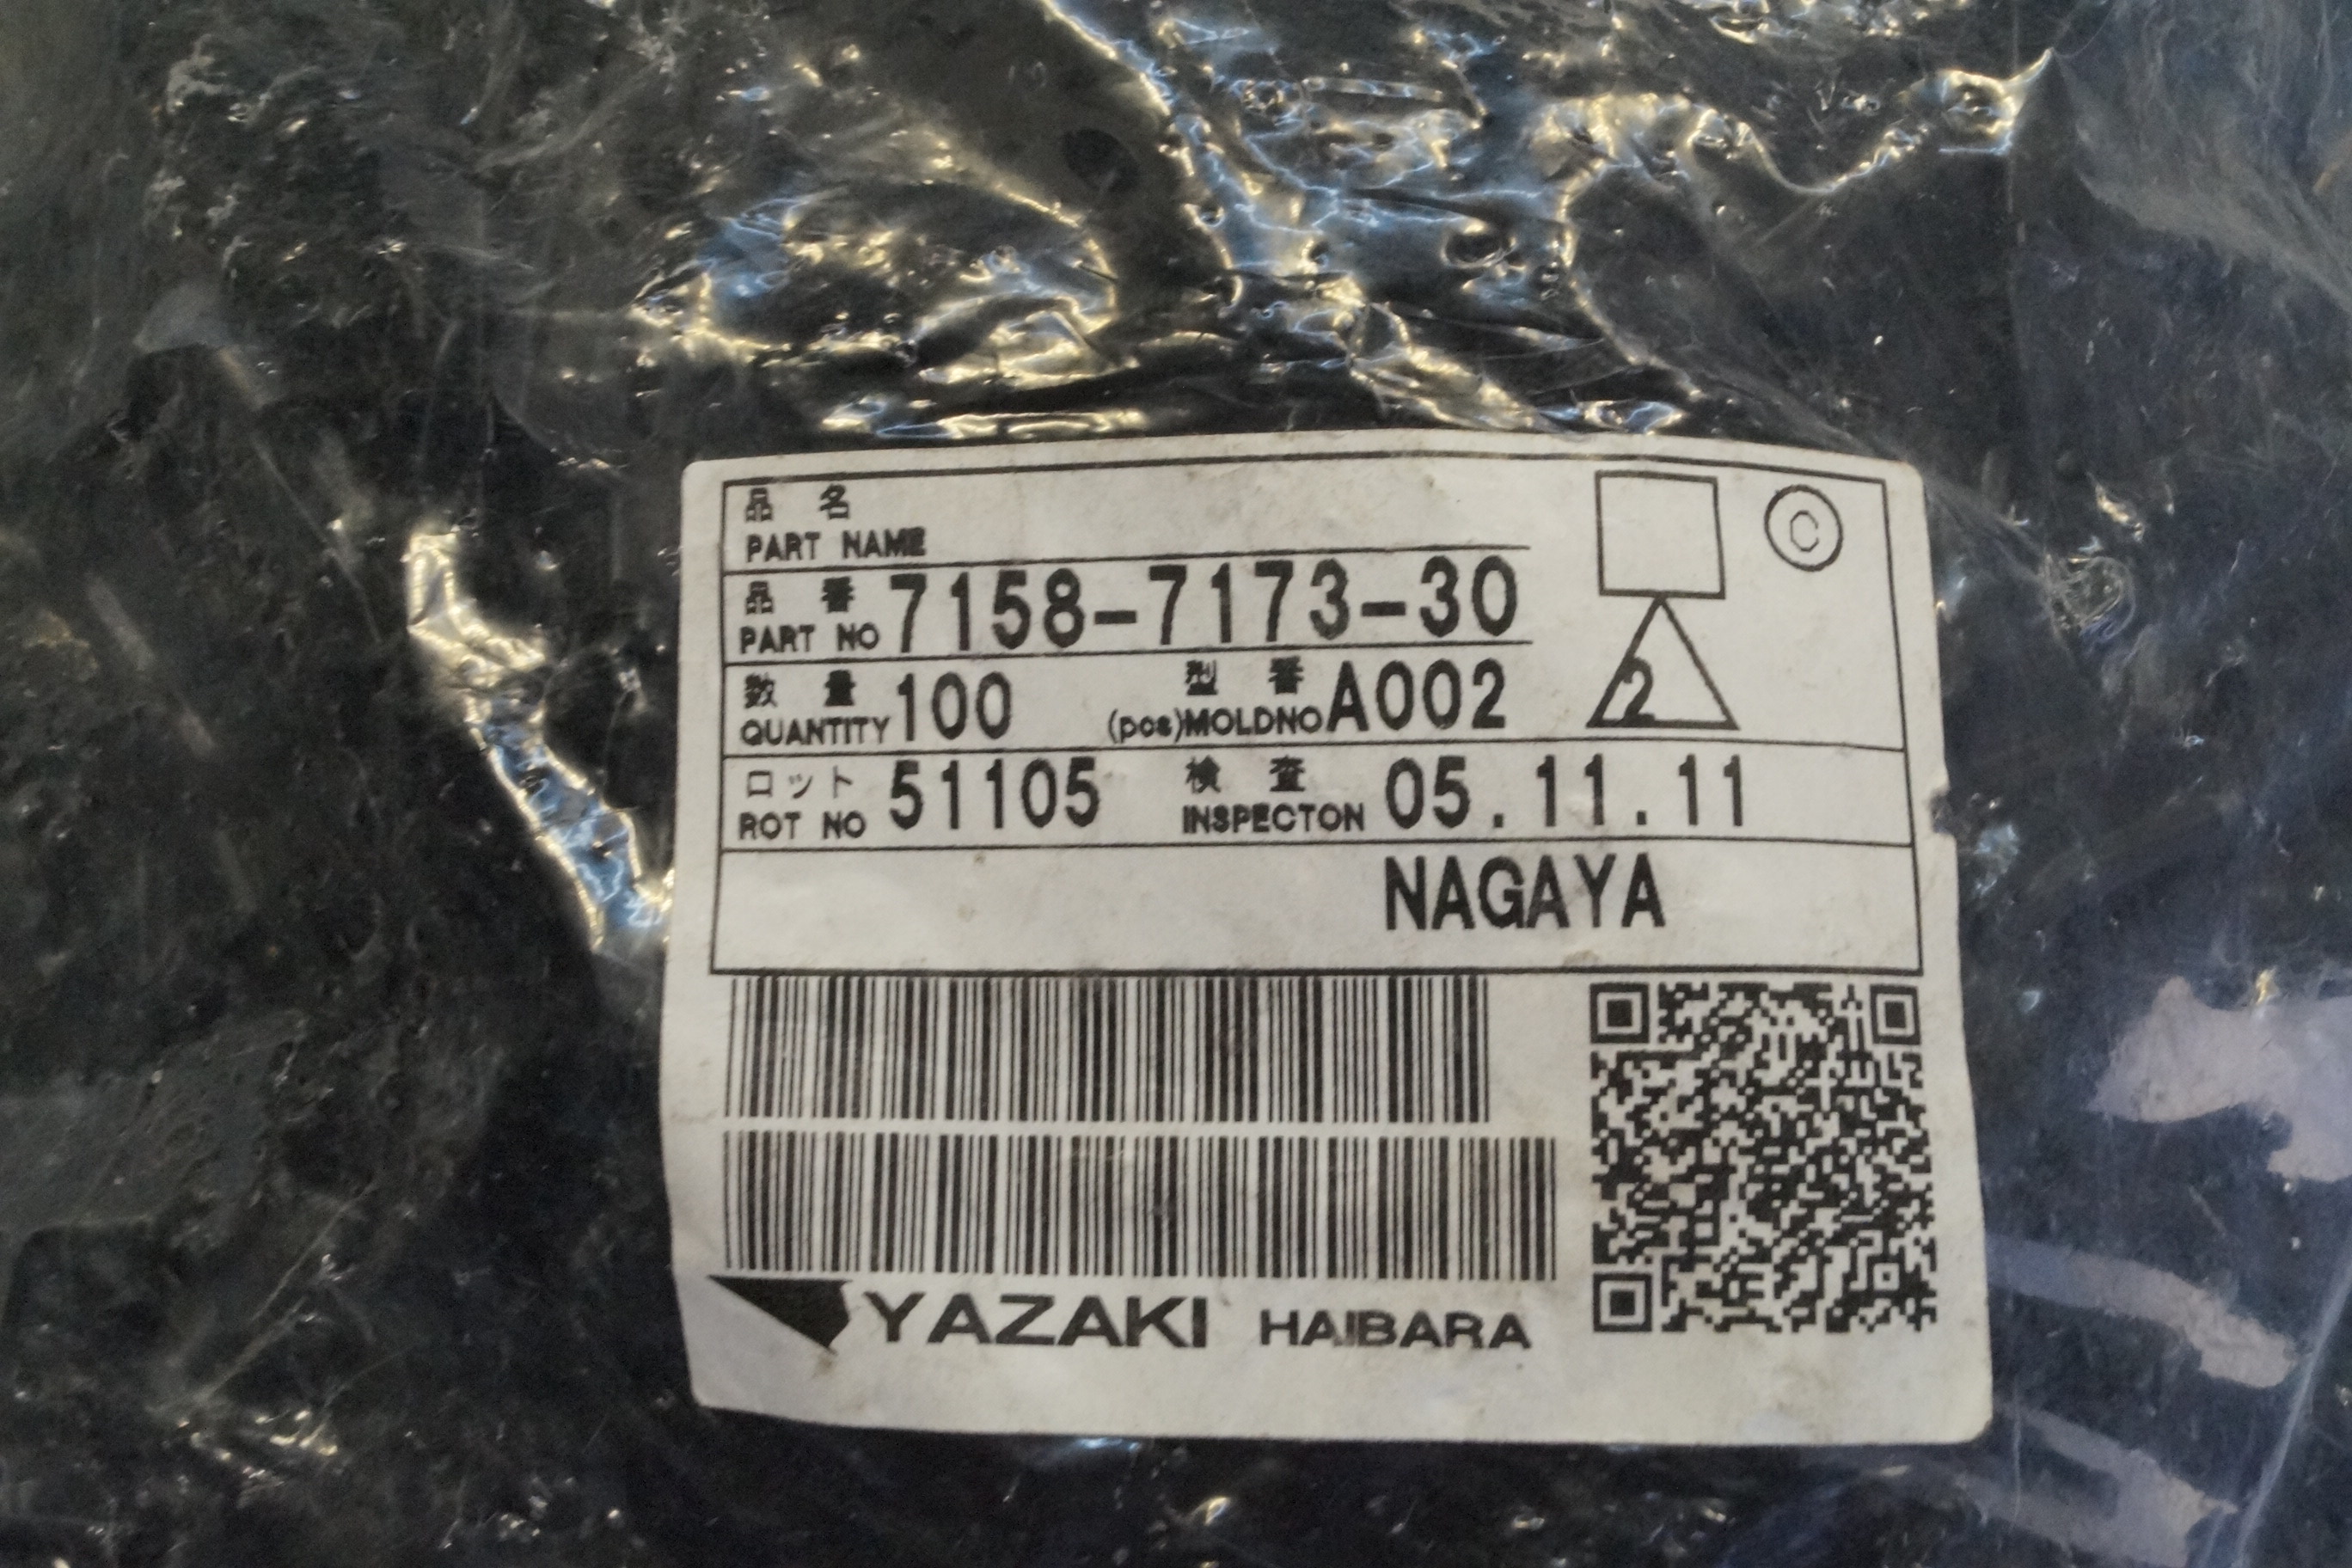 品 名
PART NAME
C
品 番
PART NO 7158-7173-30
数 量 型 番
QUANTITY 100 (pcs) MOLDNO A002
2
ロット 検 査
ROT NO 51105 INSPECTON 05.11.11
NAGAYA
YAZAKI HAIBARA